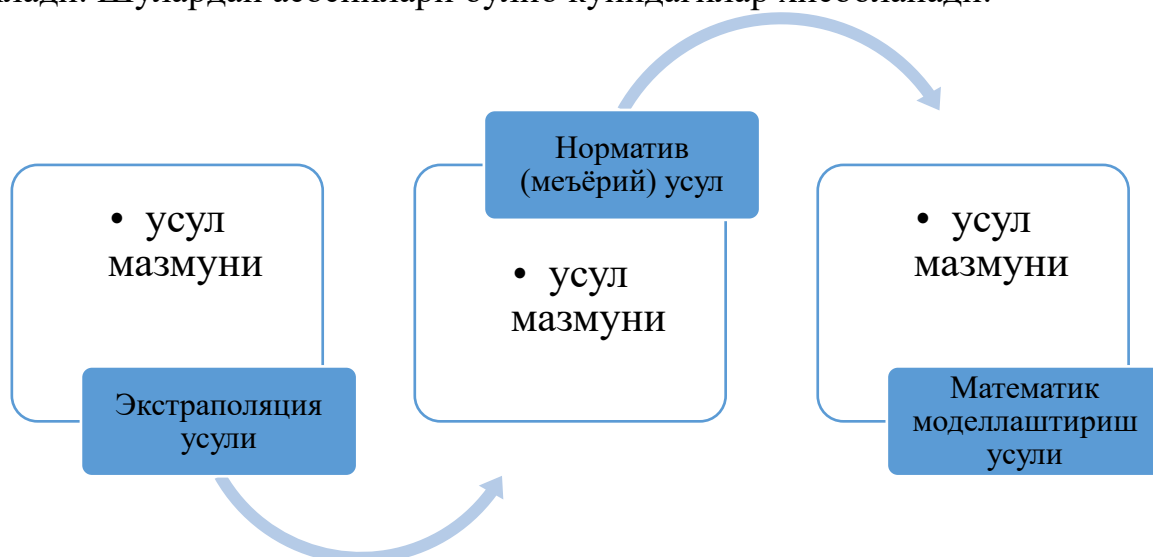 • усул
мазмуни
Экстраполяция
усули
Норматив
(меъёрий) усул
• усул
мазмуни
• усул
мазмуни
Математик
моделлаштириш
усули